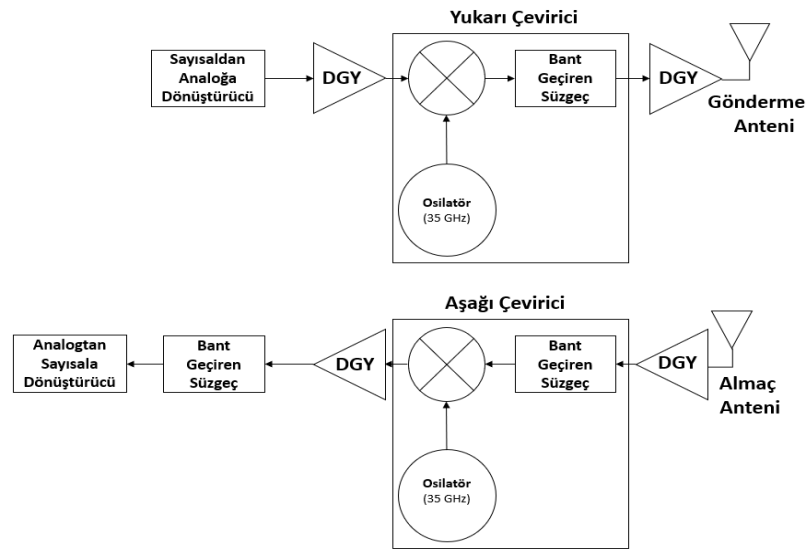 Yukarı Çevirici
Sayısaldan
Analoğa
Dönüştürücü
DGY
Bant
Geçiren
Süzgeç
DGY
Gönderme
Anteni
Osilatör
(35 GHz)
Aşağı Çevirici
Analogtan
Sayısala
Dönüştürücü
Bant
Geçiren
Süzgeç
DGY
Bant
Geçiren
Süzgeç
DGY
Almaç
Anteni
Osilatör
(35 GHz)